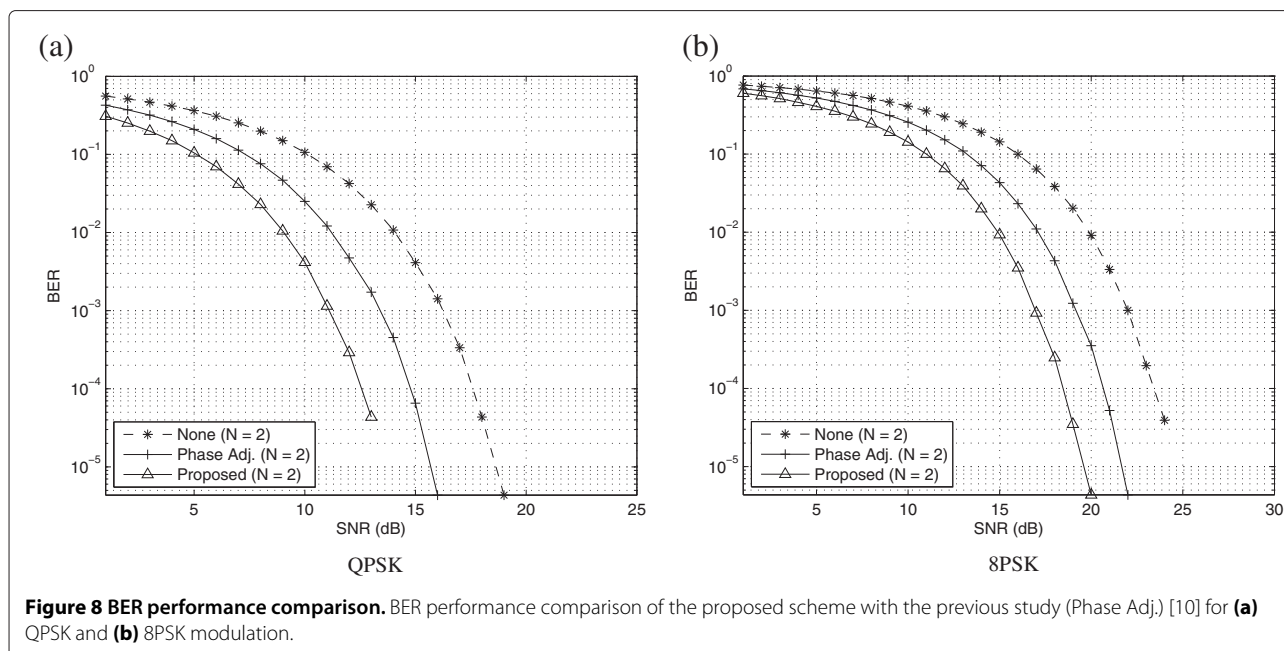 (a)
10^0
10^-1
10^-2
10^-3
10^-4
10^-5
BER
None (N = 2)
Phase Adj. (N = 2)
Proposed (N = 2)
5 10 15 20 25
SNR (dB)
QPSK
(b)
10^0
10^-1
10^-2
10^-3
10^-4
10^-5
BER
None (N = 2)
Phase Adj. (N = 2)
Proposed (N = 2)
5 10 15 20 25 30
SNR (dB)
8PSK
Figure 8 BER performance comparison. BER performance comparison of the proposed scheme with the previous study (Phase Adj.) [10] for (a)
QPSK and (b) 8PSK modulation.